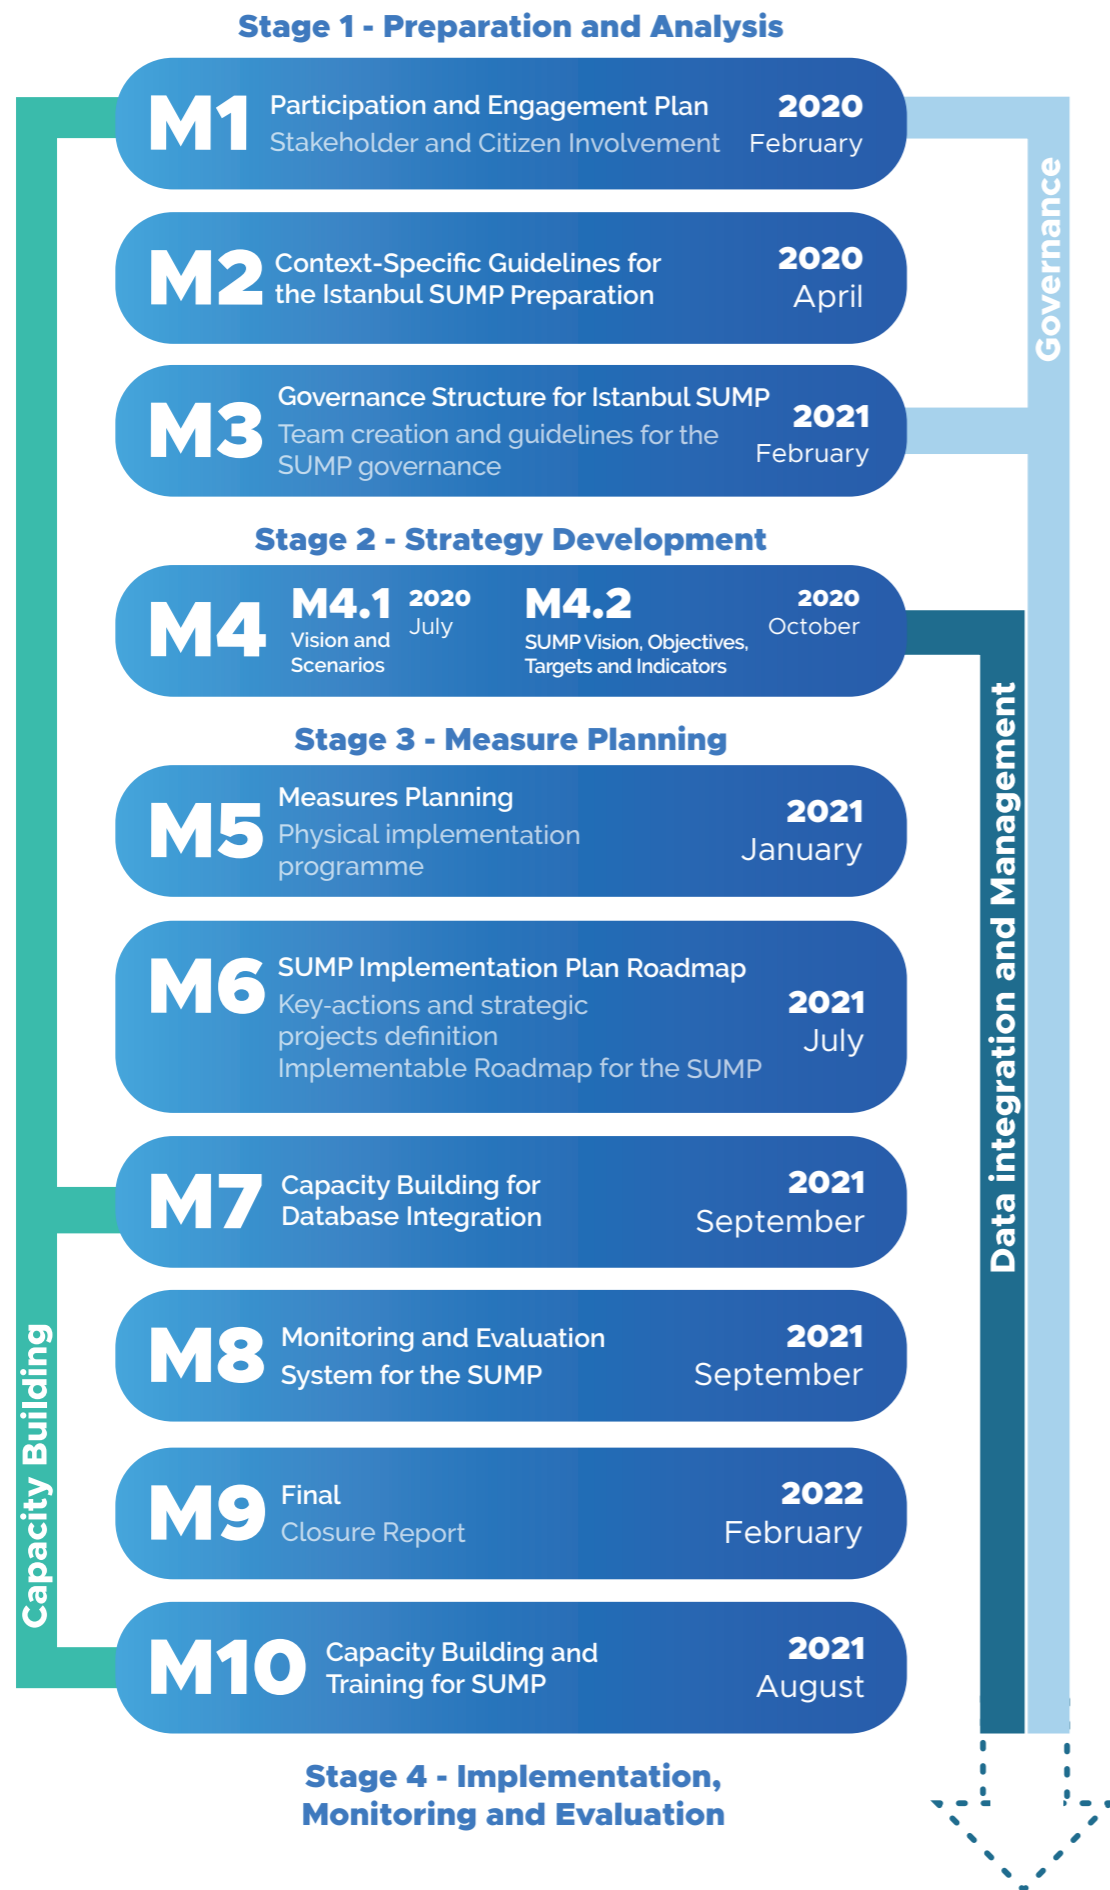 Stage 1 - Preparation and Analysis
M1
Participation and Engagement Plan
Stakeholder and Citizen Involvement
2020
February
M2
Context-Specific Guidelines for
the Istanbul SUMP Preparation
2020
April
M3
Governance Structure for Istanbul SUMP
Team creation and guidelines for the
SUMP governance
2021
February
Stage 2 - Strategy Development
M4
M4.1
2020
July
Vision and
Scenarios
M4.2
2020
October
SUMP Vision, Objectives,
Targets and Indicators
Stage 3 - Measure Planning
M5
Measures Planning
Physical implementation
programme
2021
January
M6
SUMP Implementation Plan Roadmap
Key-actions and strategic
projects definition
Implementable Roadmap for the SUMP
2021
July
M7
Capacity Building for
Database Integration
2021
September
M8
Monitoring and Evaluation
System for the SUMP
2021
September
M9
Final
Closure Report
2022
February
M10
Capacity Building and
Training for SUMP
2021
August
Stage 4 - Implementation,
Monitoring and Evaluation
Capacity Building
Governance
Data integration and Management